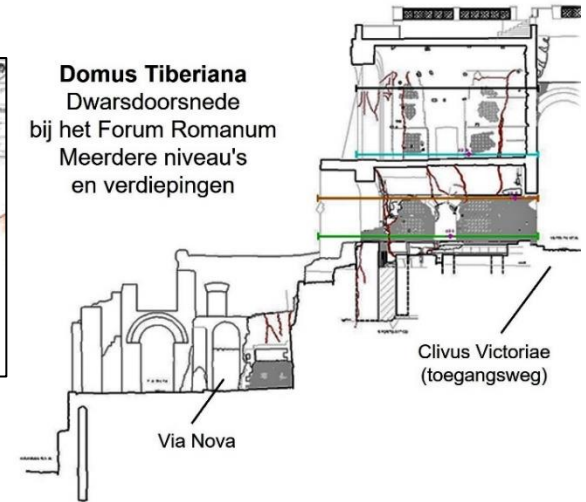 Domus Tiberiana
Dwarsdoorsnede
bij het Forum Romanum
Meerdere niveau's
en verdiepingen
Clivus Victoriae
(toegangsweg)
Via Nova